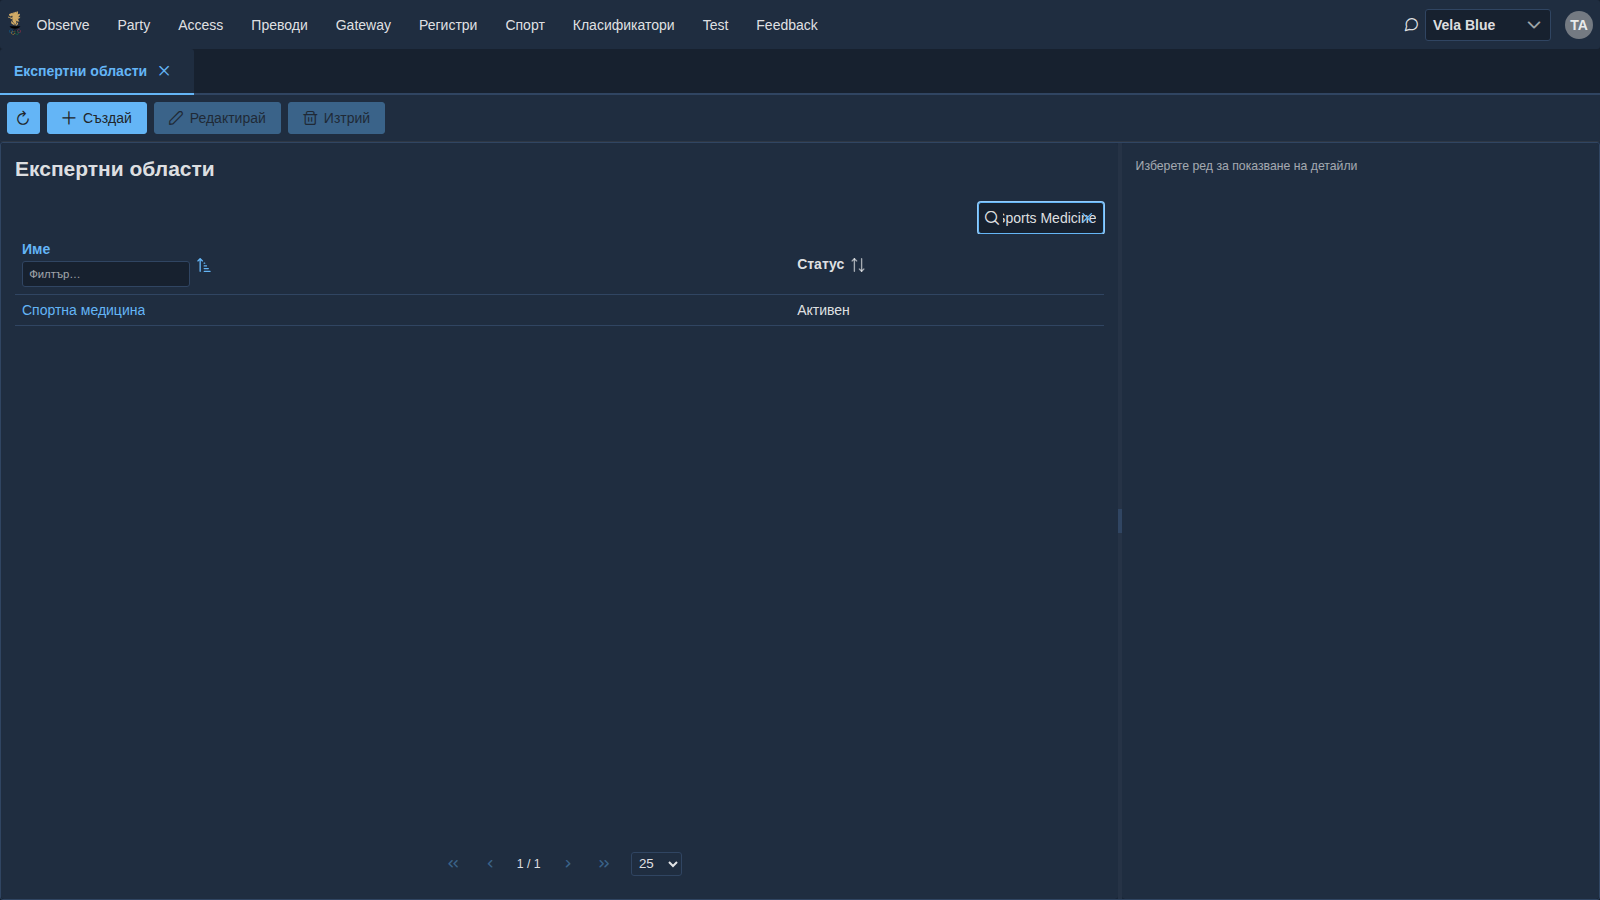 Observe Party Access Преводи Gateway Регистри Спорт Класификатори Test Feedback Vela Blue TA
Експертни области
Създай Редактирай Изтрий
Експертни области
Изберете ред за показване на детайли
ports Medicine
Име
Филтър...
Статус
Спортна медицина Активен
1 / 1 25